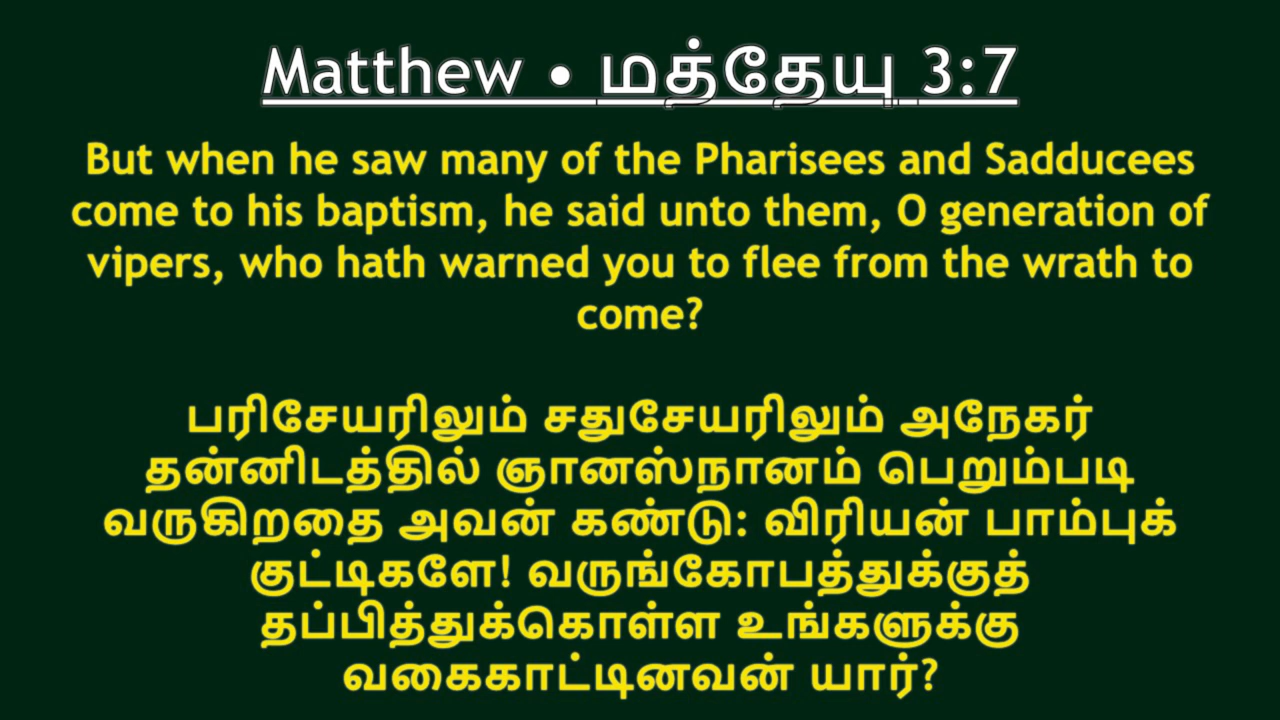 Matthew • மத்தேயு 3:7
But when he saw many of the Pharisees and Sadducees
come to his baptism, he said unto them, O generation of
vipers, who hath warned you to flee from the wrath to
come?
பரிசேயரிலும் சதுசேயரிலும் அநேகர்
தன்னிடத்தில் ஞானஸ்நானம் பெறும்படி
வருகிறதை அவன் கண்டு: விரியன் பாம்புக்
குட்டிகளே! வருங்கோபத்துக்குத்
தப்பித்துக்கொள்ள உங்களுக்கு
வகைகாட்டினவன் யார்?